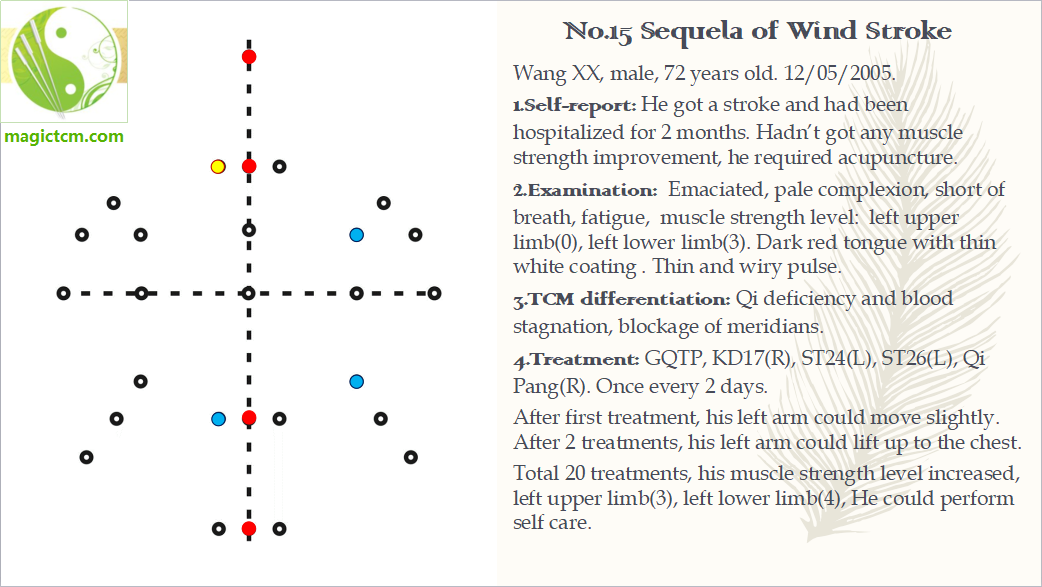 magictcm.com
No.15 Sequela of Wind Stroke
Wang XX, male, 72 years old. 12/05/2005.
1.Self-report: He got a stroke and had been
hospitalized for 2 months. Hadn't got any muscle
strength improvement, he required acupuncture.
2.Examination: Emaciated, pale complexion, short of
breath, fatigue, muscle strength level: left upper
limb(0), left lower limb(3). Dark red tongue with thin
white coating . Thin and wiry pulse.
3.TCM differentiation: Qi deficiency and blood
stagnation, blockage of meridians.
4.Treatment: GQTP, KD17(R), ST24(L), ST26(L), Qi
Pang(R). Once every 2 days.
After first treatment, his left arm could move slightly.
After 2 treatments, his left arm could lift up to the chest.
Total 20 treatments, his muscle strength level increased,
left upper limb(3), left lower limb(4), He could perform
self care.